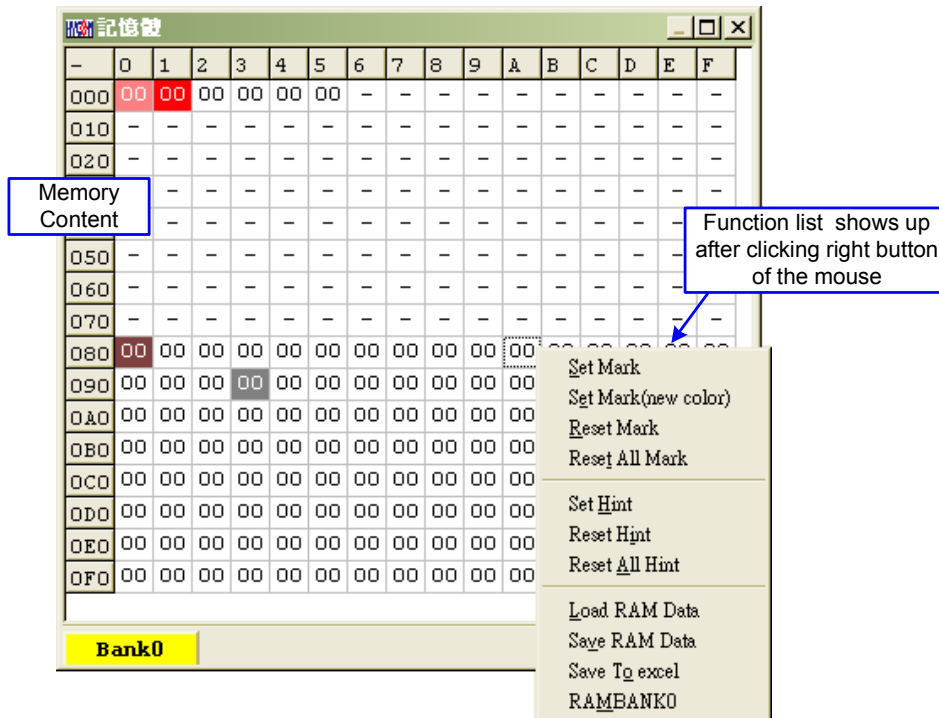 記憶體
- 0 1 2 3 4 5 6 7 8 9 A B C D E F
000 00 00 00 00 00 00 - - - - - - - - - -
010 - - - - - - - - - - - - - - - -
020 - - - - - - - - - - - - - - - -
Memory
Content
- - - - - - - - - - - - - - -
- - - - - - - - - - - - - -
Function list shows up
after clicking right button
of the mouse
050 - - - - - - - - - - - - - - -
060 - - - - - - - - - - - - - - -
070 - - - - - - - - - - - - - - - -
080 00 00 00 00 00 00 00 00 00 00 00
090 00 00 00 00 00 00 00 00 00 00 00
0A0 00 00 00 00 00 00 00 00 00 00 00
0B0 00 00 00 00 00 00 00 00 00 00 00
0C0 00 00 00 00 00 00 00 00 00 00 00
0D0 00 00 00 00 00 00 00 00 00 00 00
0E0 00 00 00 00 00 00 00 00 00 00 00
0F0 00 00 00 00 00 00 00 00 00 00 00
Set Mark
Set Mark(new color)
Reset Mark
Reset All Mark
Set Hint
Reset Hint
Reset All Hint
Load RAM Data
Save RAM Data
Save To excel
RAMBANK0
Bank0